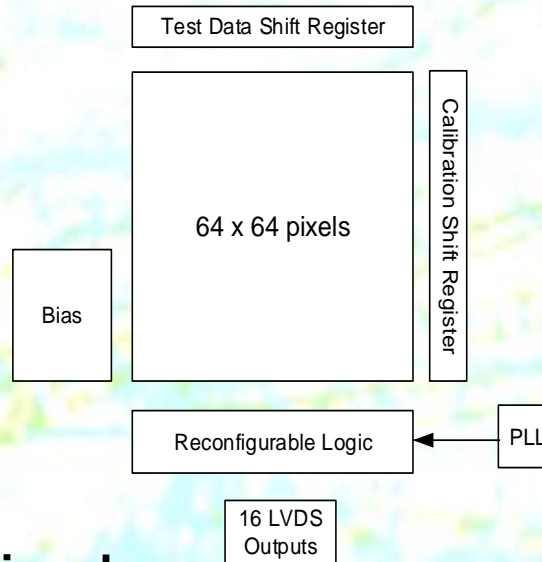 Test Data Shift Register
64 x 64 pixels
Calibration Shift Register
Bias
Reconfigurable Logic
PLL
16 LVDS
Outputs